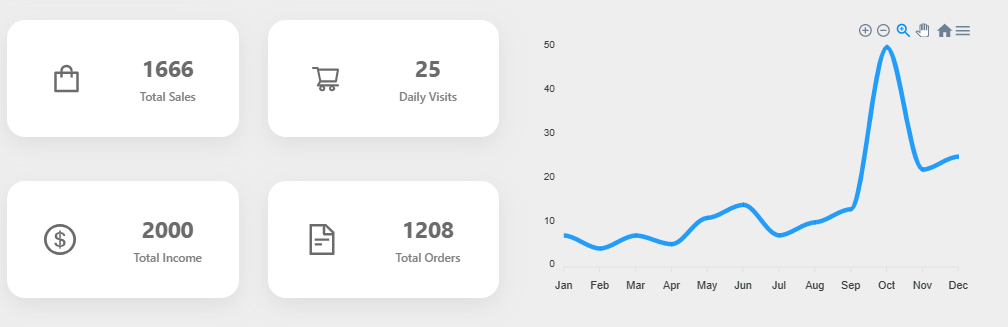 1666
Total Sales
25
Daily Visits
2000
Total Income
1208
Total Orders
50
40
30
20
10
0
Jan Feb Mar Apr May Jun Jul Aug Sep Oct Nov Dec